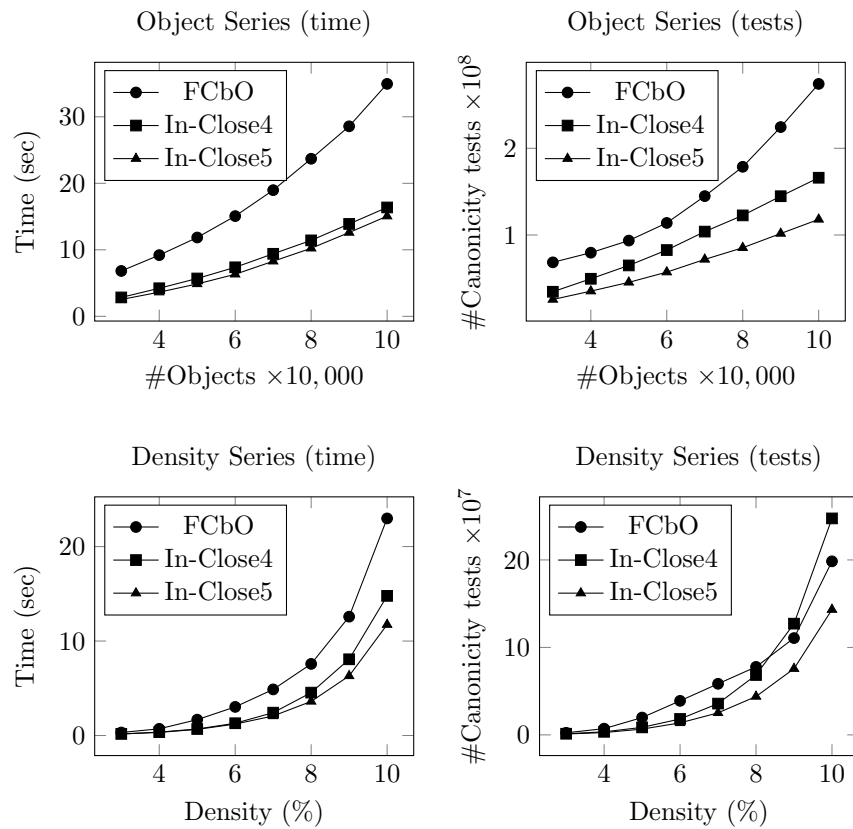 Object Series (time)
Time (sec)
30
20
10
0
FCbO
In-Close4
In-Close5
4 6 8 10
#Objects ×10,000
Object Series (tests)
#Canonicity tests ×10^8
2
1
FCbO
In-Close4
In-Close5
4 6 8 10
#Objects ×10,000
Density Series (time)
Time (sec)
20
10
0
FCbO
In-Close4
In-Close5
4 6 8 10
Density (%)
Density Series (tests)
#Canonicity tests ×10^7
20
10
0
FCbO
In-Close4
In-Close5
4 6 8 10
Density (%)